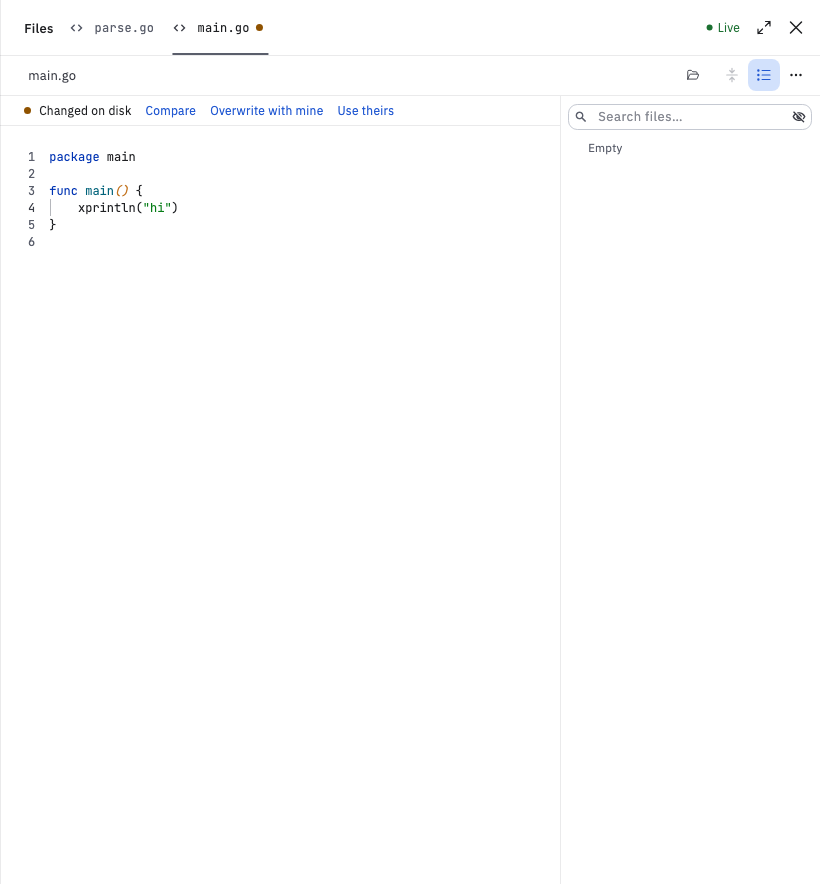 Files <> parse.go <> main.go Live
main.go
Changed on disk Compare Overwrite with mine Use theirs
Search files...
Empty
1 package main
2
3 func main() {
4     xprintln("hi")
5 }
6